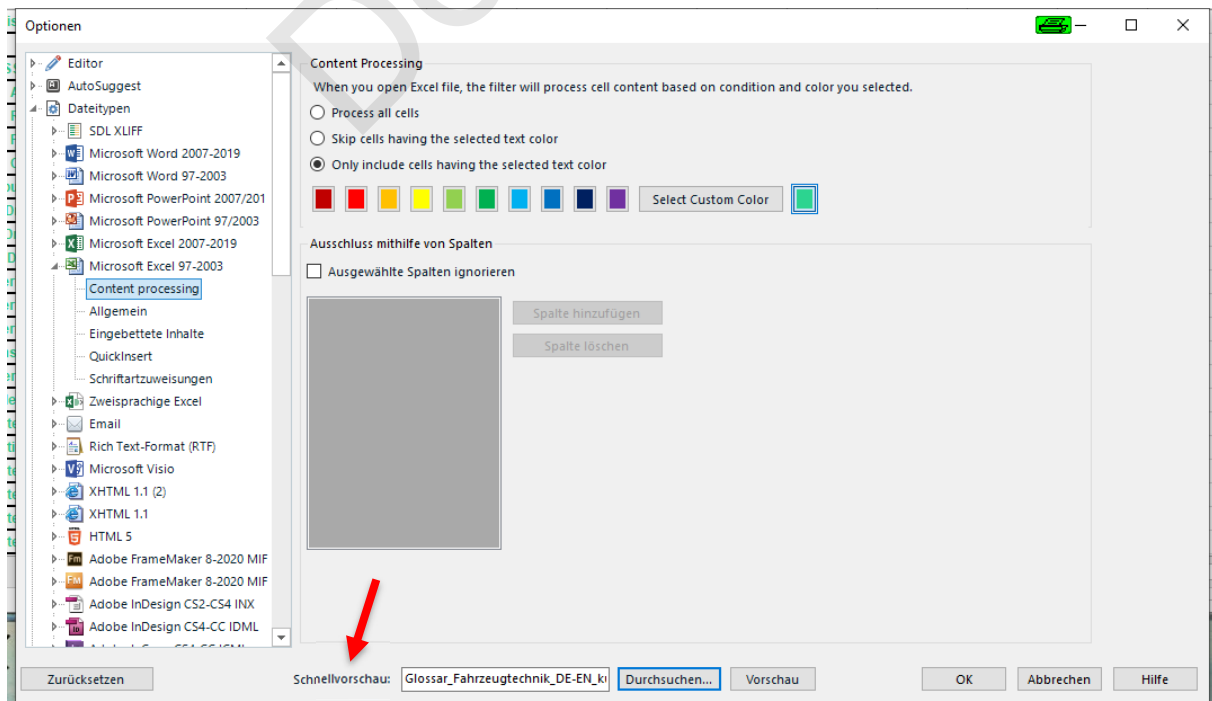 Optionen
Editor
AutoSuggest
Dateitypen
SDL XLIFF
Microsoft Word 2007-2019
Microsoft Word 97-2003
Microsoft PowerPoint 2007/201
Microsoft PowerPoint 97/2003
Microsoft Excel 2007-2019
Microsoft Excel 97-2003
Content processing
Allgemein
Eingebettete Inhalte
QuickInsert
Schriftartzuweisungen
Zweisprachige Excel
Email
Rich Text-Format (RTF)
Microsoft Visio
XHTML 1.1 (2)
XHTML 1.1
HTML 5
Adobe FrameMaker 8-2020 MIF
Adobe FrameMaker 8-2020 MIF
Adobe InDesign CS2-CS4 INX
Adobe InDesign CS4-CC IDML
Content Processing
When you open Excel file, the filter will process cell content based on condition and color you selected.
Process all cells
Skip cells having the selected text color
Only include cells having the selected text color
Select Custom Color
Ausschluss mithilfe von Spalten
Ausgewählte Spalten ignorieren
Spalte hinzufügen
Spalte löschen
Zurücksetzen
Schnellvorschau:
Glossar_Fahrzeugtechnik_DE-EN_k
Durchsuchen...
Vorschau
OK
Abbrechen
Hilfe